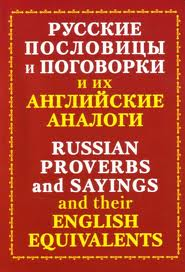 РУССКИЕ
ПОСЛОВИЦЫ
и ПОГОВОРКИ
И ИХ
АНГЛИЙСКИЕ
АНАЛОГИ
RUSSIAN
PROVERBS
and SAYINGS
and their
ENGLISH
EQUIVALENTS